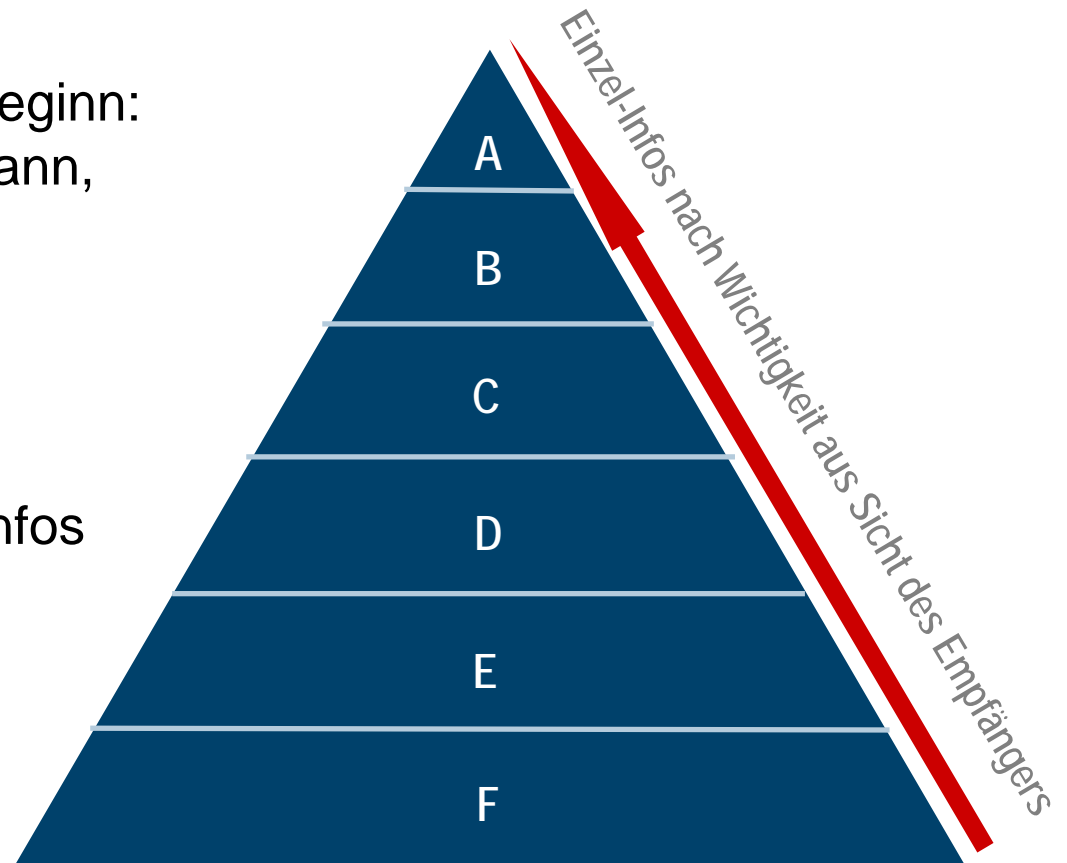 eginn:
ann,
nfos
A
B
C
D
E
F
Einzel-Infos nach Wichtigkeit aus Sicht des Empfängers